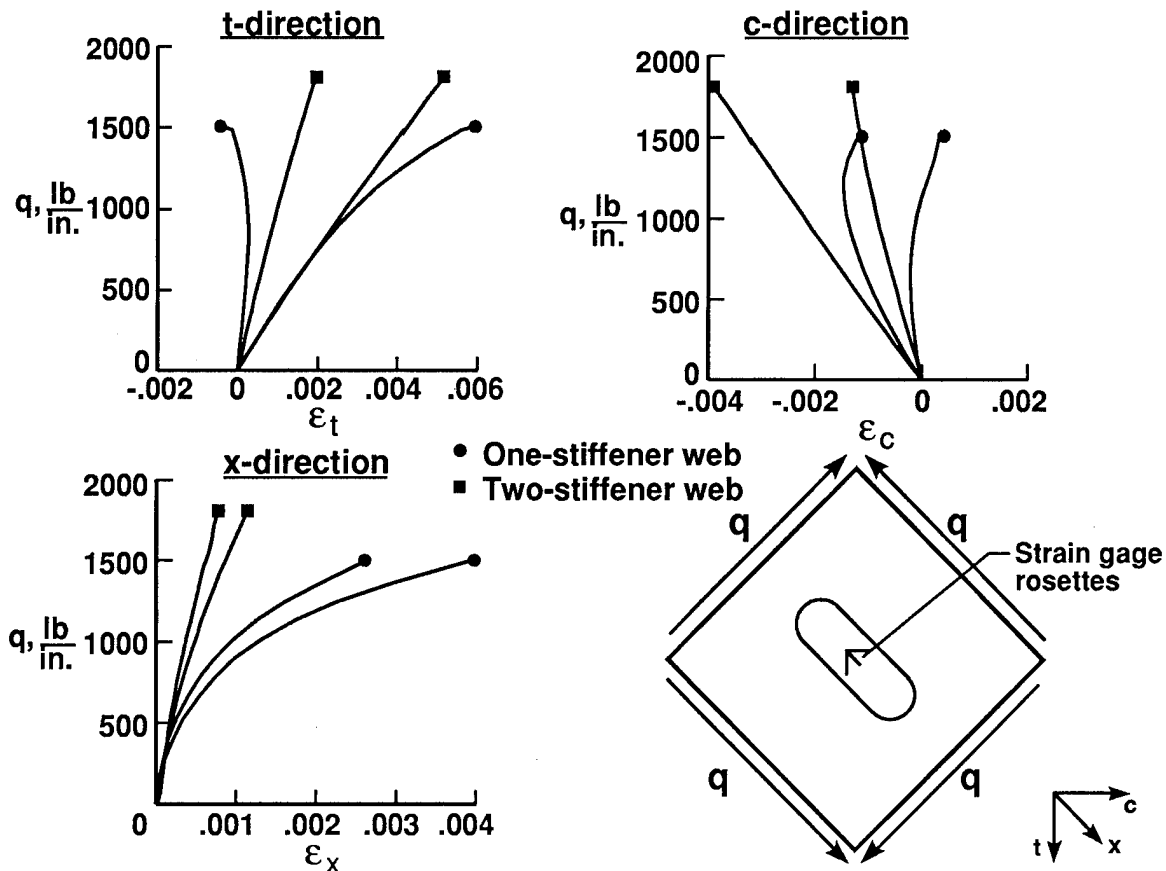 t-direction
2000
1500
q, lb
in.
1000
500
0
-.002 0 .002 .004 .006
εt
c-direction
2000
1500
q, lb
in.
1000
500
0
-.004 -.002 0 .002
εc
● One-stiffener web
■ Two-stiffener web
x-direction
2000
1500
q, lb
in.
1000
500
0 .001 .002 .003 .004
εx
q
q
Strain gage
rosettes
q
q
c
x
t